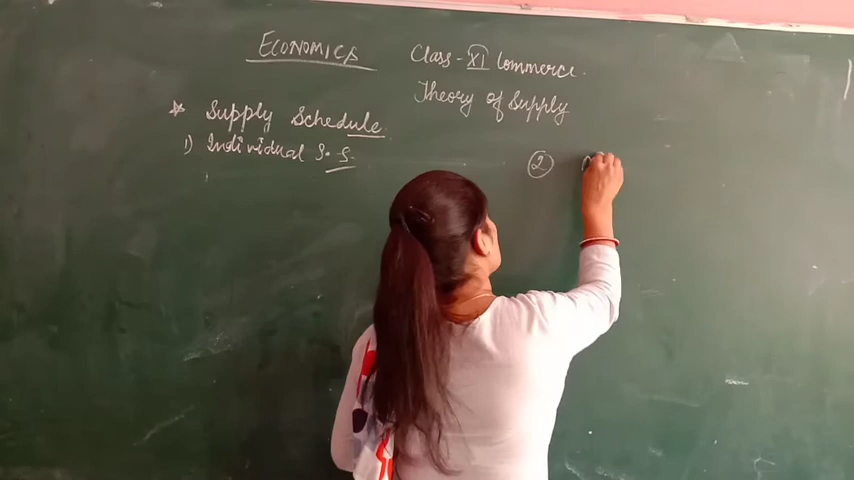 Economics
Class-XI Commerce.
Theory of Supply
* Supply Schedule.
1) Individual S.S.
2